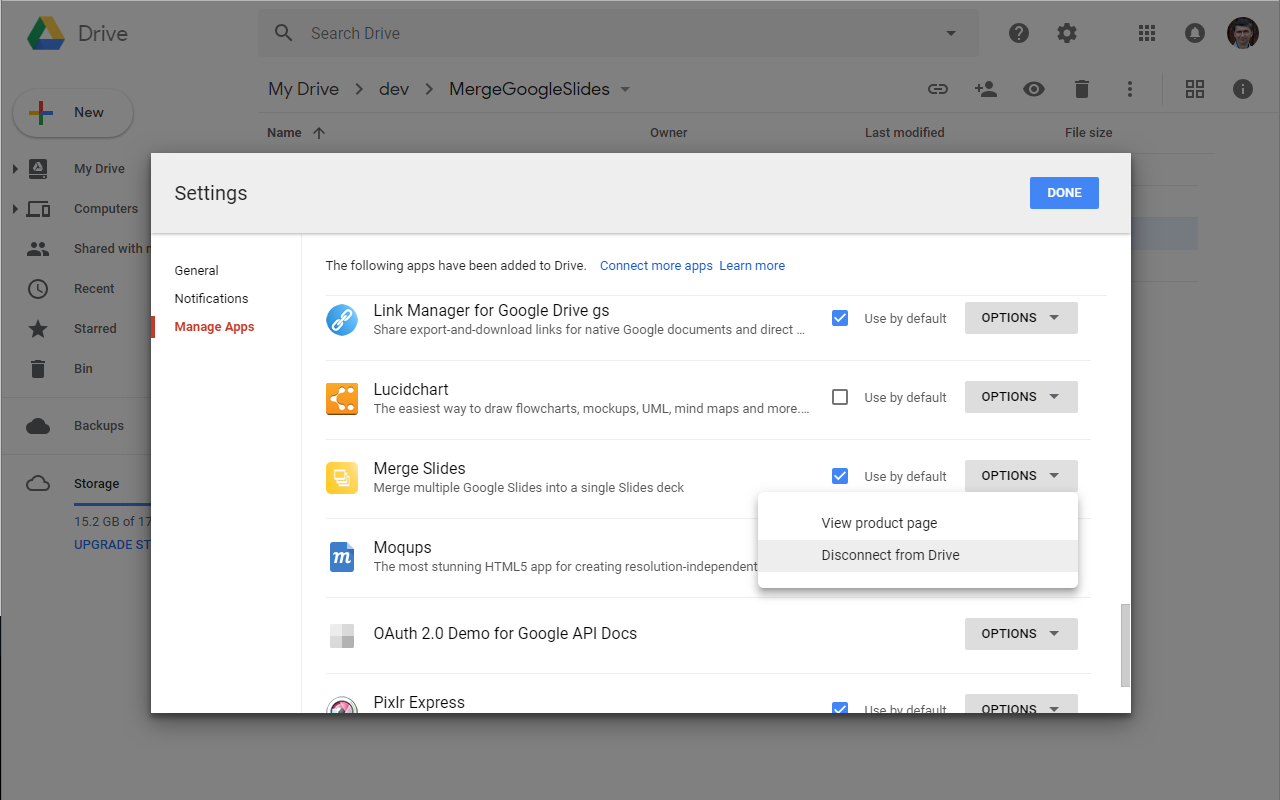 Drive
Search Drive
My Drive dev MergeGoogleSlides
New
Name Owner Last modified File size
My Drive
Computers
Shared with
Recent
Starred
Bin
Backups
Storage
15.2 GB of
UPGRADE
Settings
DONE
General
Notifications
Manage Apps
The following apps have been added to Drive. Connect more apps Learn more
Link Manager for Google Drive gs
Share export-and-download links for native Google documents and direct ...
Use by default OPTIONS
Lucidchart
The easiest way to draw flowcharts, mockups, UML, mind maps and more....
Use by default OPTIONS
Merge Slides
Merge multiple Google Slides into a single Slides deck
Use by default OPTIONS
View product page
Disconnect from Drive
Moqups
The most stunning HTML5 app for creating resolution-independent
OAuth 2.0 Demo for Google API Docs
OPTIONS
Pixlr Express
Use by default OPTIONS